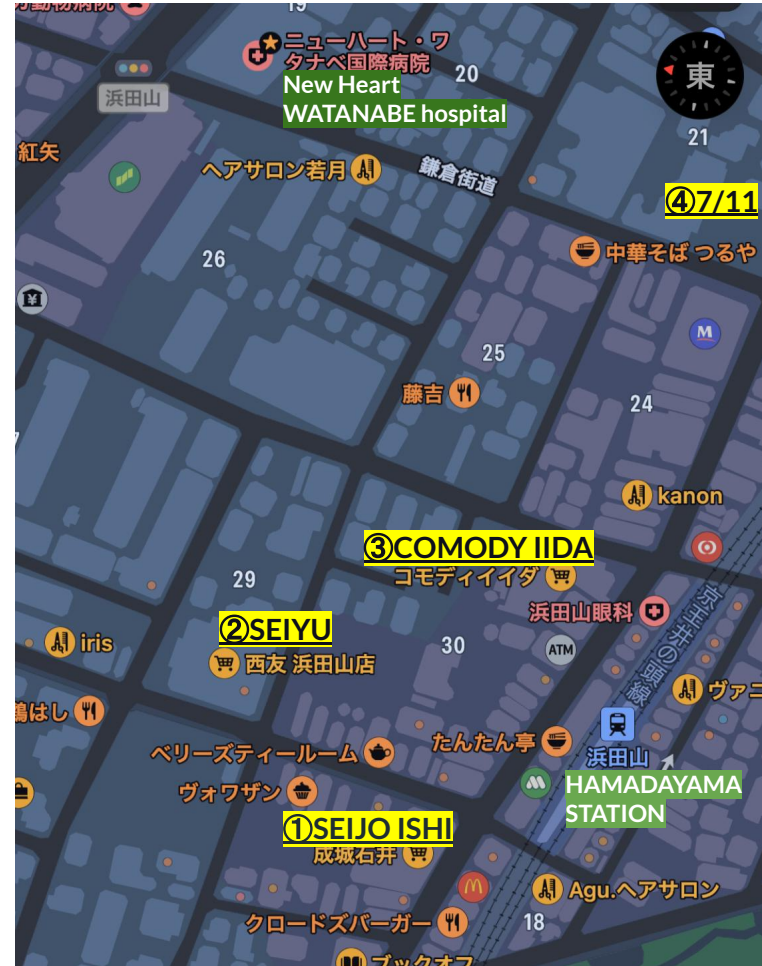 19
ニューハート・ワ
タナベ国際病院
New Heart
WATANABE hospital
20
東
浜田山
21
紅矢
ヘアサロン若月
鎌倉街道
④7/11
中華そば つるや
26
M
25
藤吉
24
kanon
③COMODY IIDA
コモディイイダ
29
浜田山眼科
京王井の頭線
②SEIYU
iris
30
ATM
西友 浜田山店
ヴァニ
鶴はし
たんたん亭
ベリーズティールーム
浜田山
HAMADAYAMA
STATION
ヴォワザン
①SEIJO ISHI
成城石井
Agu.ヘアサロン
クロードズバーガー
18
ブックオフ